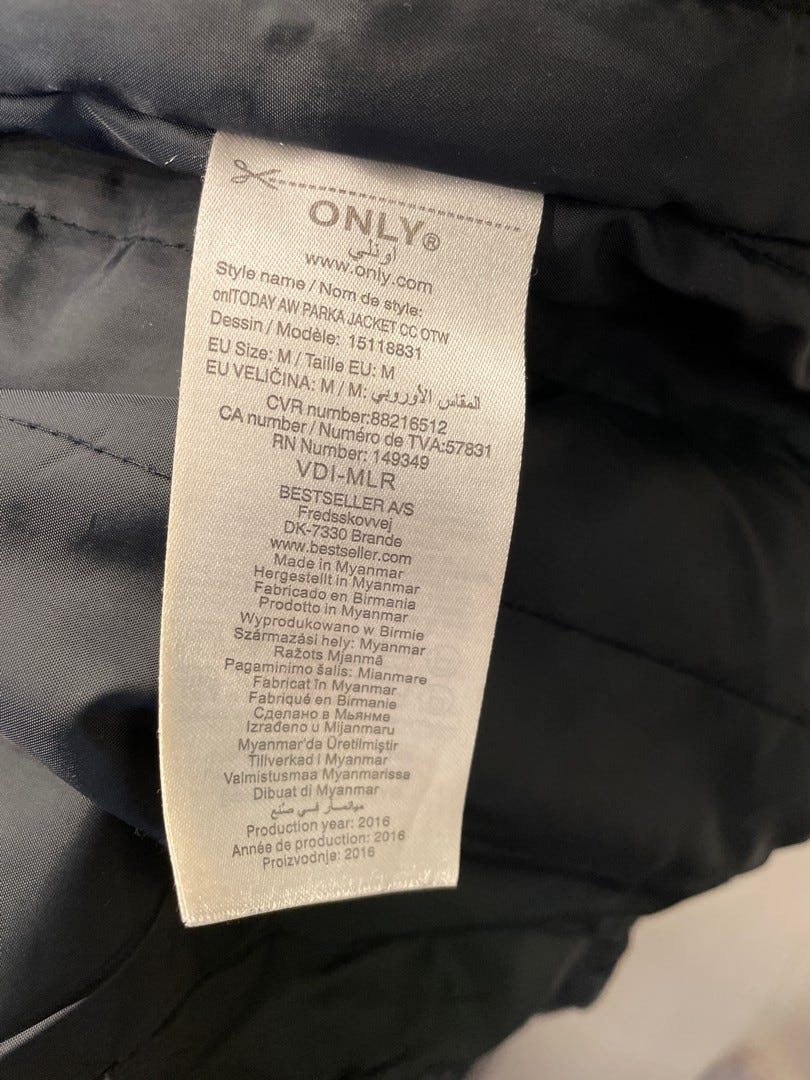 ONLY®
اونلي
www.only.com
Style name / Nom de style:
onlTODAY AW PARKA JACKET CC OTW
Dessin / Modèle: 15118831
EU Size: M / Taille EU: M
EU VELIČINA: M / M: المقاس الأوروبي
CVR number:88216512
CA number / Numéro de TVA:57831
RN Number: 149349
VDI-MLR
BESTSELLER A/S
Fredsskovvej
DK-7330 Brande
www.bestseller.com
Made in Myanmar
Hergestellt in Myanmar
Fabricado en Birmania
Prodotto in Myanmar
Wyprodukowano w Birmie
Származási hely: Myanmar
Ražots Mjanmā
Pagaminimo šalis: Mianmare
Fabricat în Myanmar
Fabriqué en Birmanie
Сделано в Мьянме
Izrađeno u Mijanmaru
Myanmar'da Üretilmiştir
Tillverkad i Myanmar
Valmistusmaa Myanmarissa
Dibuat di Myanmar
ميانمار في صنع
Production year: 2016
Année de production: 2016
Proizvodnje: 2016